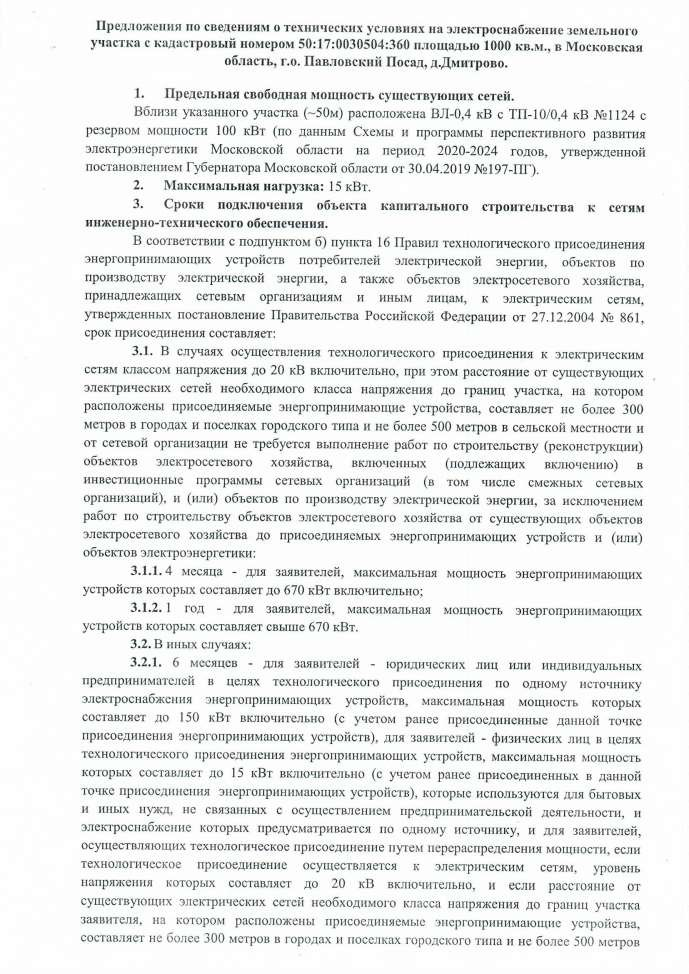 Предложения по сведениям о технических условиях на электроснабжение земельного
участка с кадастровый номером 50:17:0030504:360 площадью 1000 кв.м., в Московская
область, г.о. Павловский Посад, д.Дмитрово.
1. Предельная свободная мощность существующих сетей.
Вблизи указанного участка (~50м) расположена ВЛ-0,4 кВ с ТП-10/0,4 кВ №1124 с
резервом мощности 100 кВт (по данным Схемы и программы перспективного развития
электроэнергетики Московской области на период 2020-2024 годов, утвержденной
постановлением Губернатора Московской области от 30.04.2019 №197-ПГ).
2. Максимальная нагрузка: 15 кВт.
3. Сроки подключения объекта капитального строительства к сетям
инженерно-технического обеспечения.
В соответствии с подпунктом б) пункта 16 Правил технологического присоединения
энергопринимающих устройств потребителей электрической энергии, объектов по
производству электрической энергии, а также объектов электросетевого хозяйства,
принадлежащих сетевым организациям и иным лицам, к электрическим сетям,
утвержденных постановление Правительства Российской Федерации от 27.12.2004 № 861,
срок присоединения составляет:
3.1. В случаях осуществления технологического присоединения к электрическим
сетям классом напряжения до 20 кВ включительно, при этом расстояние от существующих
электрических сетей необходимого класса напряжения до границ участка, на котором
расположены присоединяемые энергопринимающие устройства, составляет не более 300
метров в городах и поселках городского типа и не более 500 метров в сельской местности и
от сетевой организации не требуется выполнение работ по строительству (реконструкции)
объектов электросетевого хозяйства, включенных (подлежащих включению) в
инвестиционные программы сетевых организаций (в том числе смежных сетевых
организаций), и (или) объектов по производству электрической энергии, за исключением
работ по строительству объектов электросетевого хозяйства от существующих объектов
электросетевого хозяйства до присоединяемых энергопринимающих устройств и (или)
объектов электроэнергетики:
3.1.1. 4 месяца - для заявителей, максимальная мощность энергопринимающих
устройств которых составляет до 670 кВт включительно;
3.1.2. 1 год - для заявителей, максимальная мощность энергопринимающих
устройств которых составляет свыше 670 кВт.
3.2. В иных случаях:
3.2.1. 6 месяцев - для заявителей - юридических лиц или индивидуальных
предпринимателей в целях технологического присоединения по одному источнику
электроснабжения энергопринимающих устройств, максимальная мощность которых
составляет до 150 кВт включительно (с учетом ранее присоединенные данной точке
присоединения энергопринимающих устройств), для заявителей - физических лиц в целях
технологического присоединения энергопринимающих устройств, максимальная мощность
которых составляет до 15 кВт включительно (с учетом ранее присоединенных в данной
точке присоединения энергопринимающих устройств), которые используются для бытовых
и иных нужд, не связанных с осуществлением предпринимательской деятельности, и
электроснабжение которых предусматривается по одному источнику, и для заявителей,
осуществляющих технологическое присоединение путем перераспределения мощности, если
технологическое присоединение осуществляется к электрическим сетям, уровень
напряжения которых составляет до 20 кВ включительно, и если расстояние от
существующих электрических сетей необходимого класса напряжения до границ участка
заявителя, на котором расположены присоединяемые энергопринимающие устройства,
составляет не более 300 метров в городах и поселках городского типа и не более 500 метров